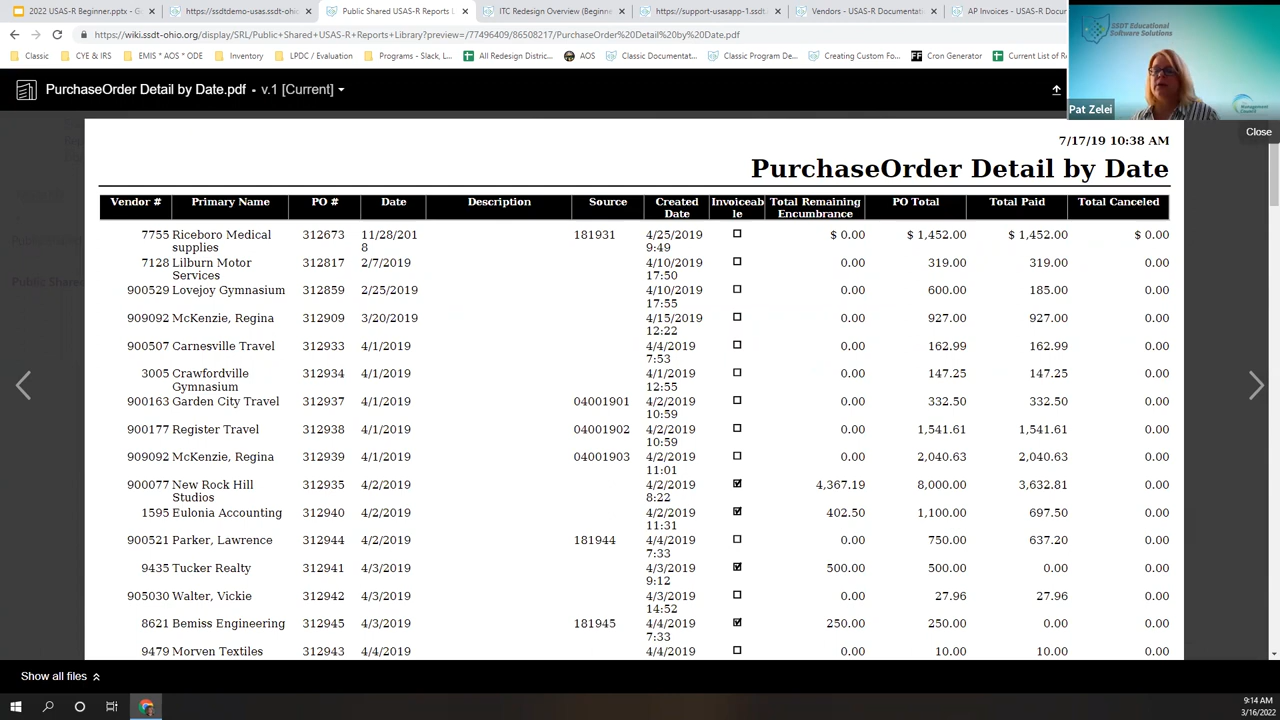 2022 USAS-R Beginner.pptx - G
https://ssdtdemo-usas.ssdt-ohio
Public Shared USAS-R Reports L
ITC Redesign Overview (Beginne
https://support-usasapp-1.ssdt
Vendors - USAS-R Documentati
AP Invoices - USAS-R Docum
https://wiki.ssdt-ohio.org/display/SRL/Public+Shared+USAS-R+Reports+Library
7496409/86508217/PurchaseOrder%20Detail%20by%20Date.pdf
Classic
CYE & IRS
EMIS * AOS * ODE
Inventory
LPDC / Evaluation
Programs - Slack, L...
All Redesign Distric...
AOS
Classic Documentat...
Classic Program De...
Creating Custom Fo...
Cron Generator
Current List of R
SSDT Educational
Software Solutions
Pat Zelei
Close
PurchaseOrder Detail by Date.pdf - v.1 [Current]
7/17/19 10:38 AM
PurchaseOrder Detail by Date
Vendor # Primary Name PO # Date Description Source Created Invoiceab Total Remaining PO Total Total Paid Total Canceled
Date le Encumbrance
7755 Riceboro Medical 312673 11/28/201 181931 4/25/2019 $ 0.00 $ 1,452.00 $ 1,452.00 $ 0.00
supplies 8 9:49
7128 Lilburn Motor 312817 2/7/2019 4/10/2019 0.00 319.00 319.00 0.00
Services 17:50
900529 Lovejoy Gymnasium 312859 2/25/2019 4/10/2019 0.00 600.00 185.00 0.00
17:55
909092 McKenzie, Regina 312909 3/20/2019 4/15/2019 0.00 927.00 927.00 0.00
12:22
900507 Carnesville Travel 312933 4/1/2019 4/4/2019 0.00 162.99 162.99 0.00
7:53
3005 Crawfordville 312934 4/1/2019 4/1/2019 0.00 147.25 147.25 0.00
Gymnasium 12:55
900163 Garden City Travel 312937 4/1/2019 04001901 4/2/2019 0.00 332.50 332.50 0.00
10:59
900177 Register Travel 312938 4/1/2019 04001902 4/2/2019 0.00 1,541.61 1,541.61 0.00
10:59
909092 McKenzie, Regina 312939 4/1/2019 04001903 4/2/2019 0.00 2,040.63 2,040.63 0.00
11:01
900077 New Rock Hill 312935 4/2/2019 4/2/2019 4,367.19 8,000.00 3,632.81 0.00
Studios 8:22
1595 Eulonia Accounting 312940 4/2/2019 4/2/2019 402.50 1,100.00 697.50 0.00
11:31
900521 Parker, Lawrence 312944 4/2/2019 181944 4/4/2019 0.00 750.00 637.20 0.00
7:33
9435 Tucker Realty 312941 4/3/2019 4/3/2019 500.00 500.00 0.00 0.00
9:12
905030 Walter, Vickie 312942 4/3/2019 4/3/2019 0.00 27.96 27.96 0.00
14:52
8621 Bemiss Engineering 312945 4/3/2019 181945 4/4/2019 250.00 250.00 0.00 0.00
7:33
9479 Morven Textiles 312943 4/4/2019 4/4/2019 0.00 10.00 10.00 0.00
Show all files
9:14 AM
3/16/2022